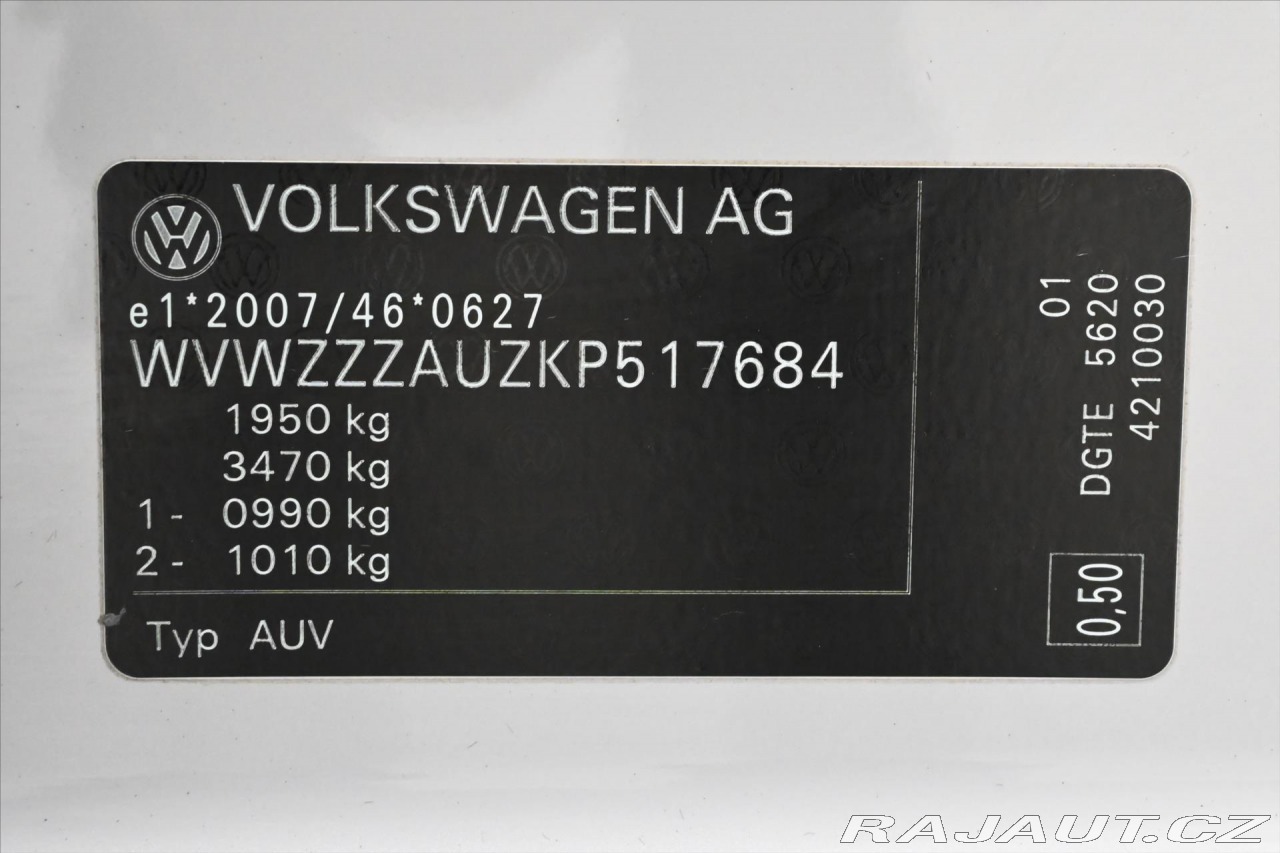 VOLKSWAGEN AG
e1*2007/46*0627
WVWZZZAUZKP517684
1950 kg
3470 kg
1- 0990 kg
2- 1010 kg
Typ AUV
01
DGTE 5620
4210030
0,50
RAJAUT.CZ